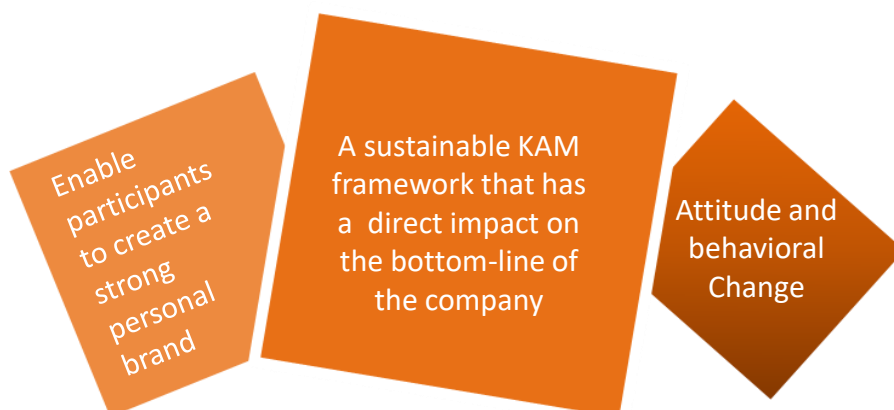 Enable
participants
to create a
strong
personal
brand
A sustainable KAM
framework that has
a direct impact on
the bottom-line of
the company
Attitude and
behavioral
Change